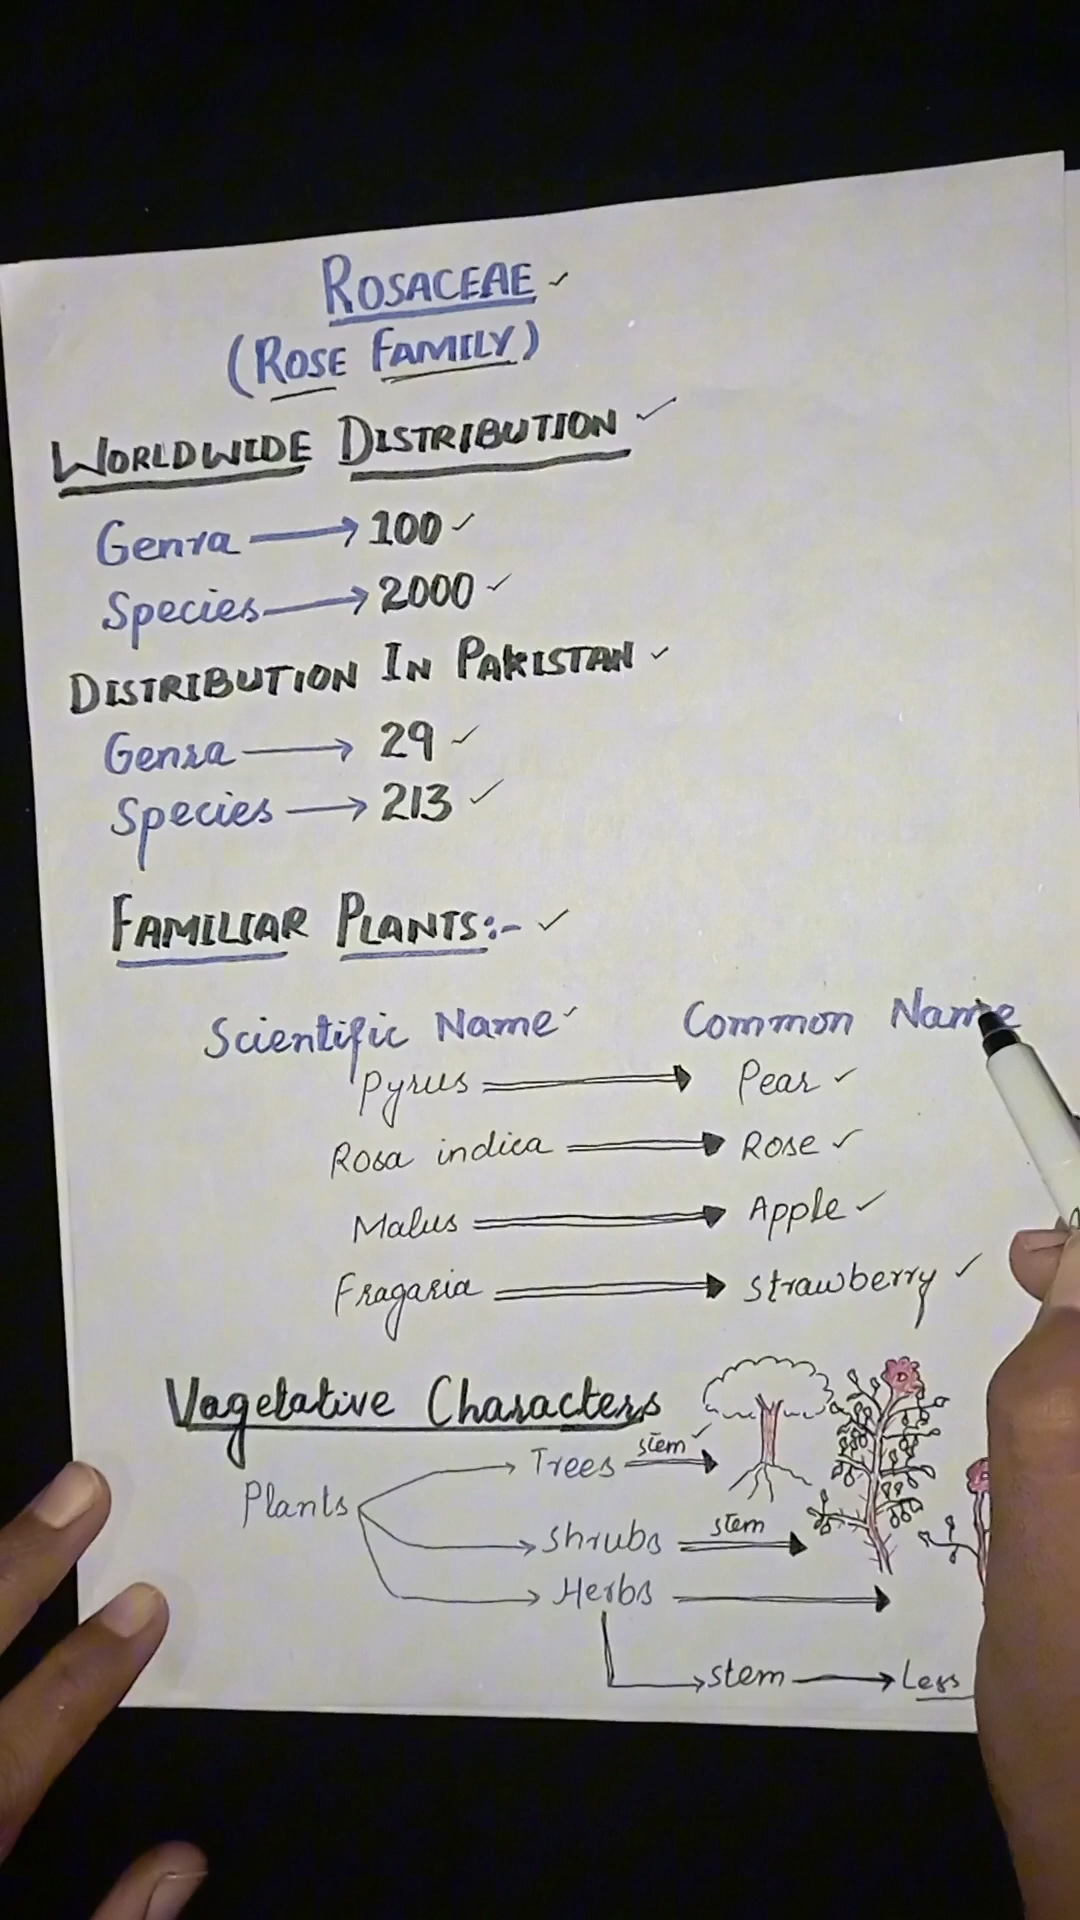 ROSACEAE
(ROSE FAMILY)
WORLDWIDE DISTRIBUTION
Genra → 100
Species → 2000
DISTRIBUTION IN PAKISTAN
Genra → 29
Species → 213
FAMILIAR PLANTS:-
Scientific Name Common Name
Pyrus → Pear
Rosa indica → Rose
Malus → Apple
Fragaria → Strawberry
Vagetative Characters
Plants → Trees stem →
→ Shrubs stem →
→ Herbs →
→ stem → Less